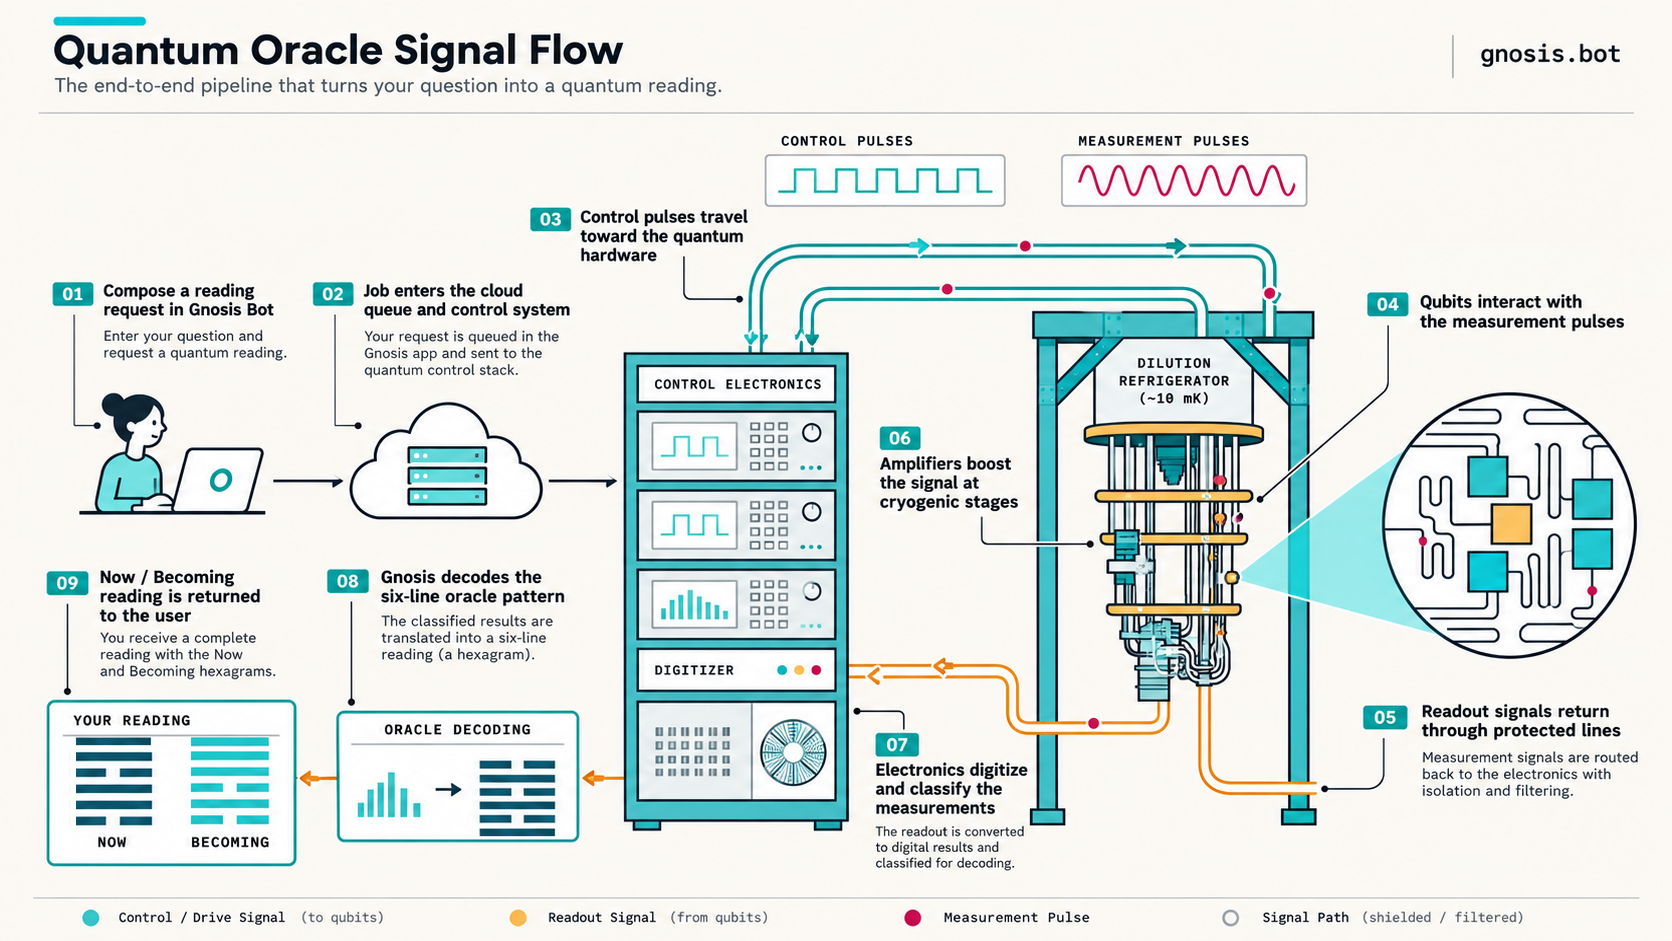 Quantum Oracle Signal Flow
The end-to-end pipeline that turns your question into a quantum reading.
gnosis.bot
CONTROL PULSES
MEASUREMENT PULSES
01
Compose a reading
request in Gnosis Bot
Enter your question and
request a quantum reading.
02
Job enters the cloud
queue and control system
Your request is queued in the
Gnosis app and sent to the
quantum control stack.
03
Control pulses travel
toward the quantum
hardware
04
Qubits interact with
the measurement pulses
CONTROL ELECTRONICS
DIGITIZER
DILUTION
REFRIGERATOR
(~10 mK)
05
Readout signals return
through protected lines
Measurement signals are routed
back to the electronics with
isolation and filtering.
06
Amplifiers boost
the signal at
cryogenic stages
07
Electronics digitize
and classify the
measurements
The readout is converted
to digital results and
classified for decoding.
08
Gnosis decodes the
six-line oracle pattern
The classified results are
translated into a six-line
reading (a hexagram).
ORACLE DECODING
09
Now / Becoming
reading is returned
to the user
You receive a complete
reading with the Now
and Becoming hexagrams.
YOUR READING
NOW
BECOMING
Control / Drive Signal (to qubits)
Readout Signal (from qubits)
Measurement Pulse
Signal Path (shielded / filtered)